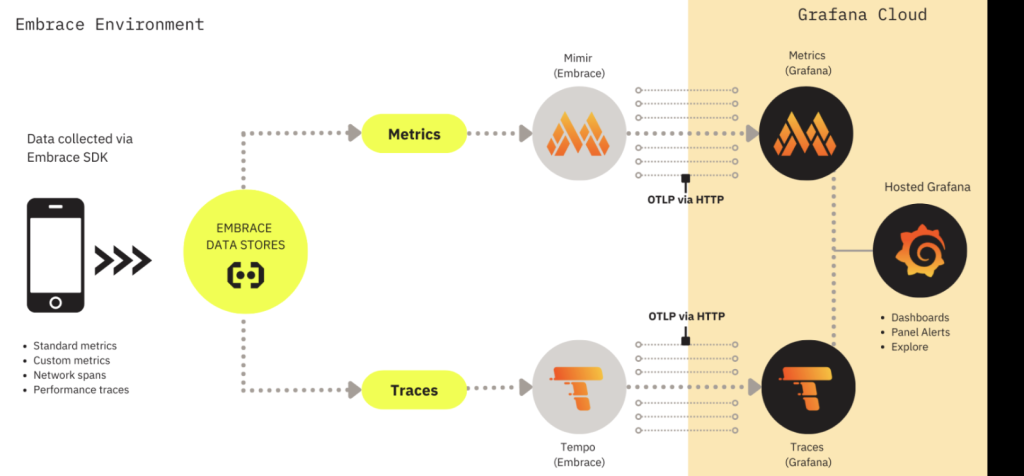 Embrace Environment
Grafana Cloud
Mimir
(Embrace)
Metrics
(Grafana)
Data collected via
Embrace SDK
Metrics
OTLP via HTTP
Hosted Grafana
EMBRACE
DATA STORES
OTLP via HTTP
• Dashboards
• Panel Alerts
• Explore
• Standard metrics
• Custom metrics
• Network spans
• Performance traces
Traces
Tempo
(Embrace)
Traces
(Grafana)